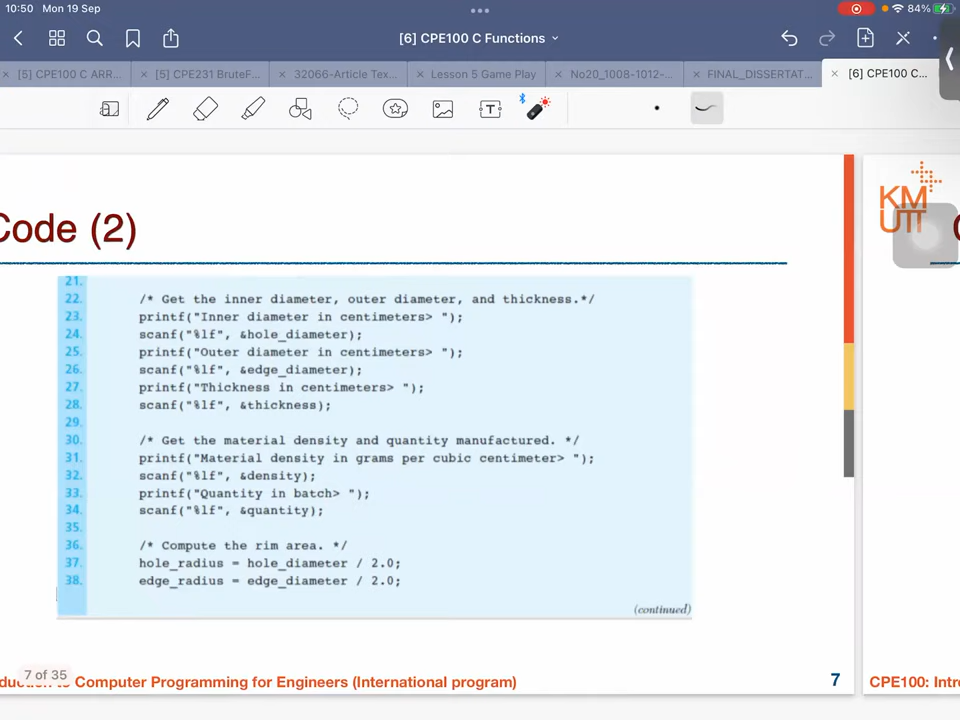 10:50 Mon 19 Sep
84%
[6] CPE100 C Functions
[5] CPE100 C ARR...
[5] CPE231 BruteF...
32066-Article Tex...
Lesson 5 Game Play
No20_1008-1012-...
FINAL_DISSERTAT...
[6] CPE100 C...
Code (2)
KM
UTT
21.
22. /* Get the inner diameter, outer diameter, and thickness.*/
23. printf("Inner diameter in centimeters> ");
24. scanf("%lf", &hole_diameter);
25. printf("Outer diameter in centimeters> ");
26. scanf("%lf", &edge_diameter);
27. printf("Thickness in centimeters> ");
28. scanf("%lf", &thickness);
29.
30. /* Get the material density and quantity manufactured. */
31. printf("Material density in grams per cubic centimeter> ");
32. scanf("%lf", &density);
33. printf("Quantity in batch> ");
34. scanf("%lf", &quantity);
35.
36. /* Compute the rim area. */
37. hole_radius = hole_diameter / 2.0;
38. edge_radius = edge_diameter / 2.0;
(continued)
7 of 35
to Computer Programming for Engineers (International program)
7
CPE100: Intro